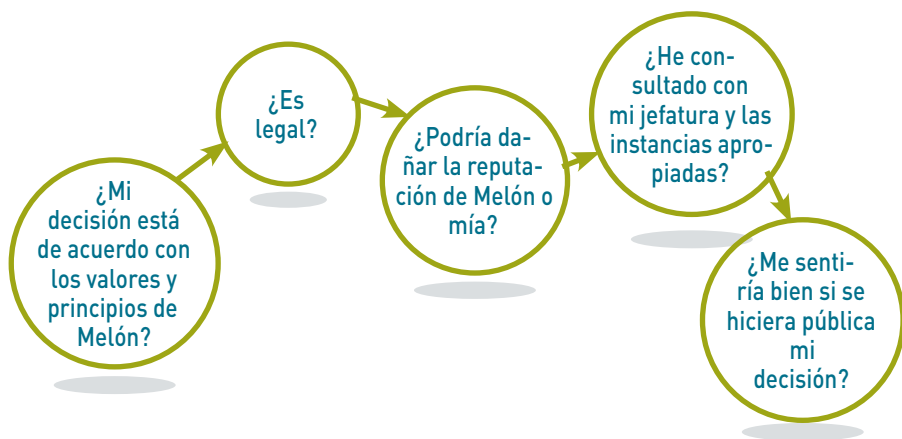 ¿Mi
decisión está
de acuerdo con
los valores y
principios de
Melón?
¿Es
legal?
¿Podría da-
ñar la reputa-
ción de Melón o
mía?
¿He con-
sultado con
mi jefatura y las
instancias apro-
piadas?
¿Me senti-
ría bien si se
hiciera pública
mi
decisión?